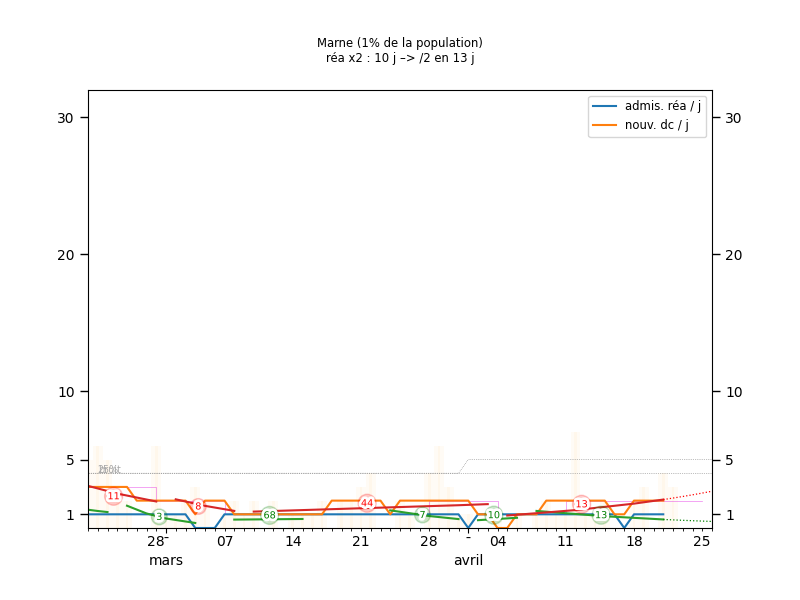 Marne (1% de la population)
réa x2 : 10 j –> /2 en 13 j
admis. réa / j
nouv. dc / j
30 30
20 20
10 10
5 5
1 1
11 3 8 68 44 7 10 13 13
28 07 14 21 28 04 11 18 25
mars avril